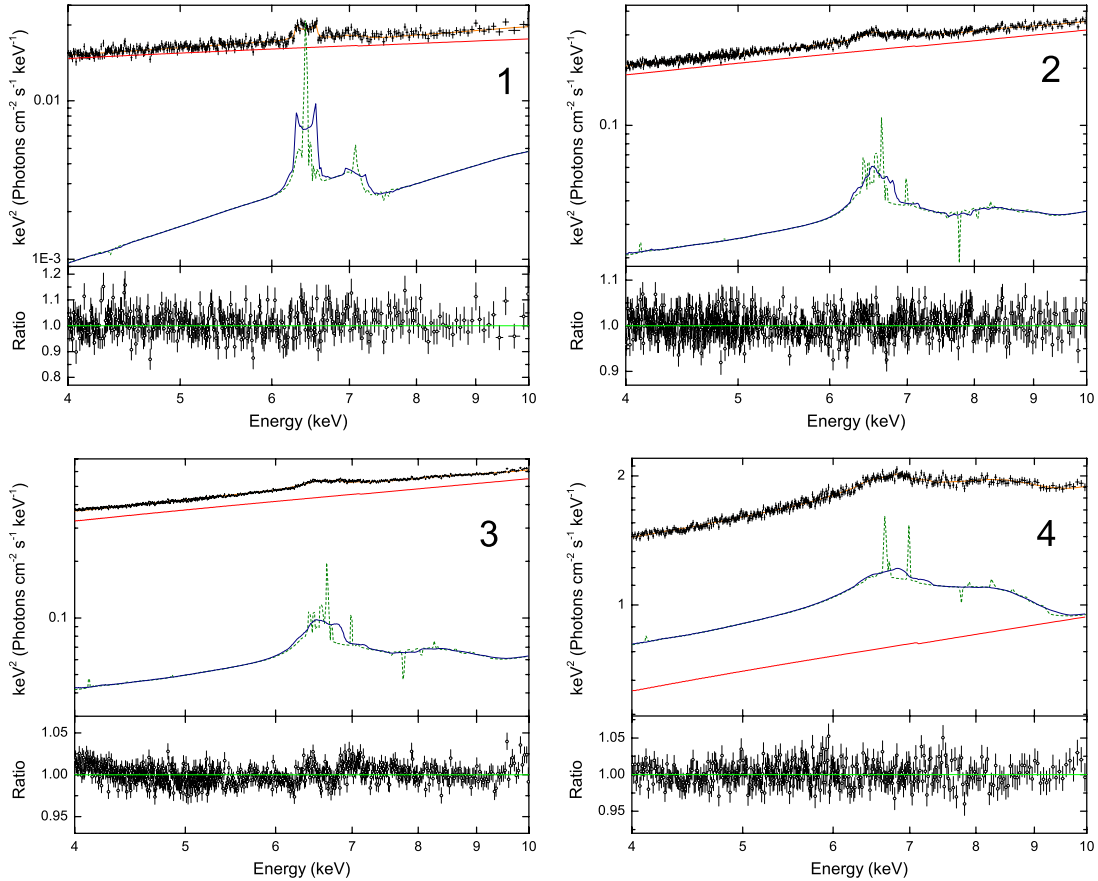 1
keV² (Photons cm⁻² s⁻¹ keV⁻¹)
0.01
1E-3
Ratio
1.2
1.1
1.0
0.9
0.8
4 5 6 7 8 9 10
Energy (keV)
2
keV² (Photons cm⁻² s⁻¹ keV⁻¹)
0.1
Ratio
1.1
1.0
0.9
4 5 6 7 8 9 10
Energy (keV)
3
keV² (Photons cm⁻² s⁻¹ keV⁻¹)
0.1
Ratio
1.05
1.00
0.95
4 5 6 7 8 9 10
Energy (keV)
4
keV² (Photons cm⁻² s⁻¹ keV⁻¹)
2
1
Ratio
1.05
1.00
0.95
4 5 6 7 8 9 10
Energy (keV)